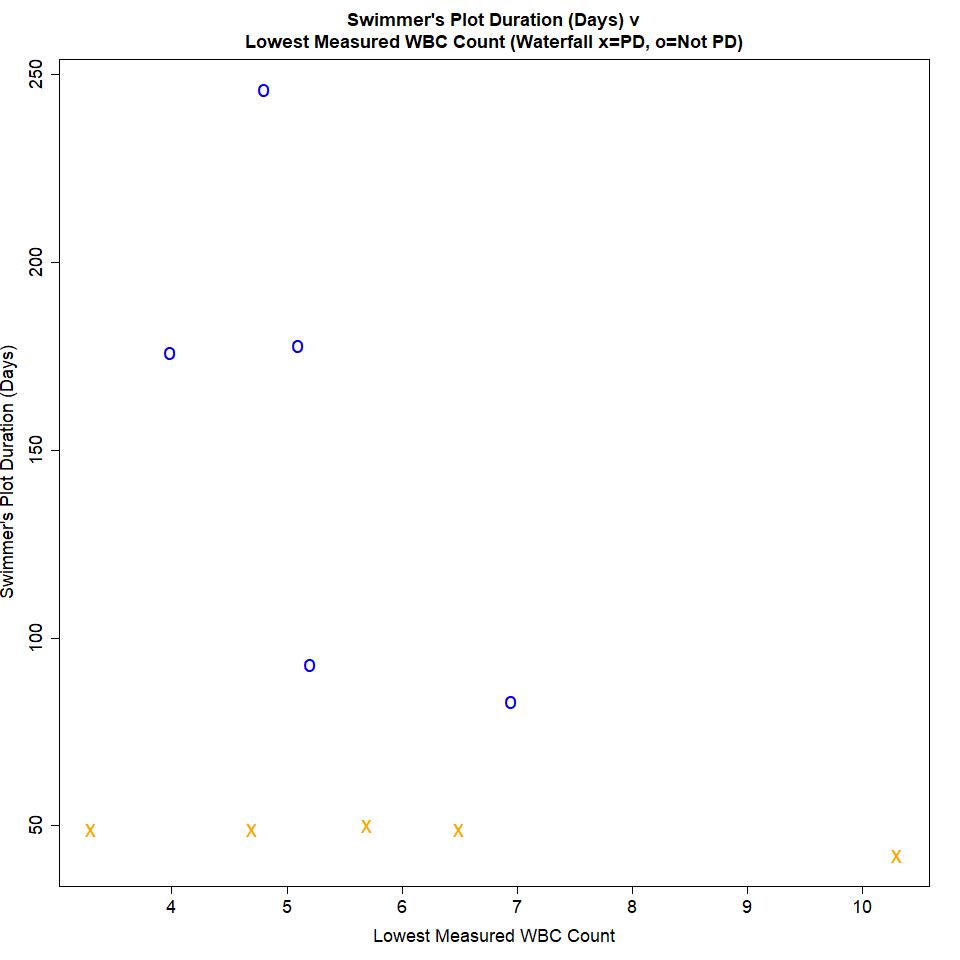 Swimmer's Plot Duration (Days) v
Lowest Measured WBC Count (Waterfall x=PD, o=Not PD)
Swimmer's Plot Duration (Days)
250
200
150
100
50
o
o
o
o
o
x
x
x
x
x
4 5 6 7 8 9 10
Lowest Measured WBC Count